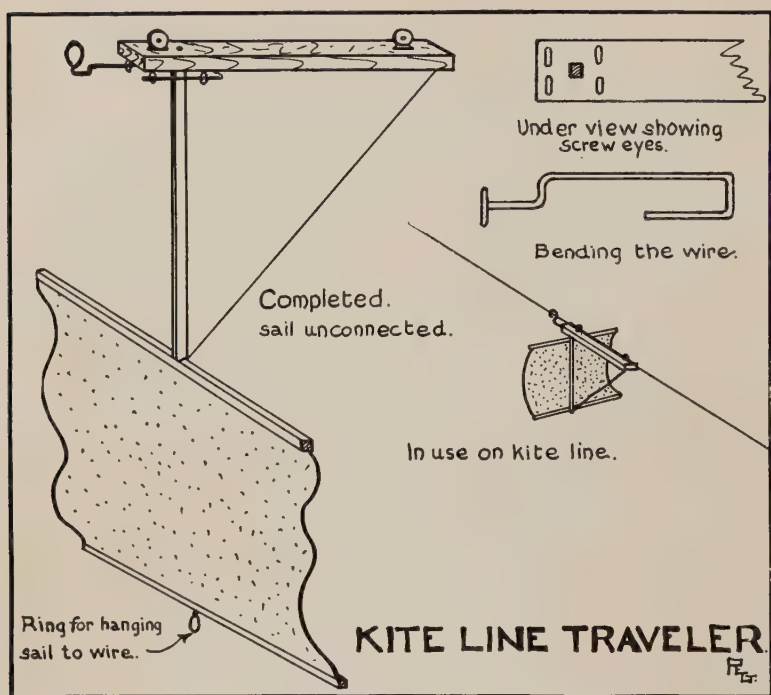 Under view showing
screw eyes.
Bending the wire.
Completed.
sail unconnected.
In use on kite line.
Ring for hanging
sail to wire.
KITE LINE TRAVELER.